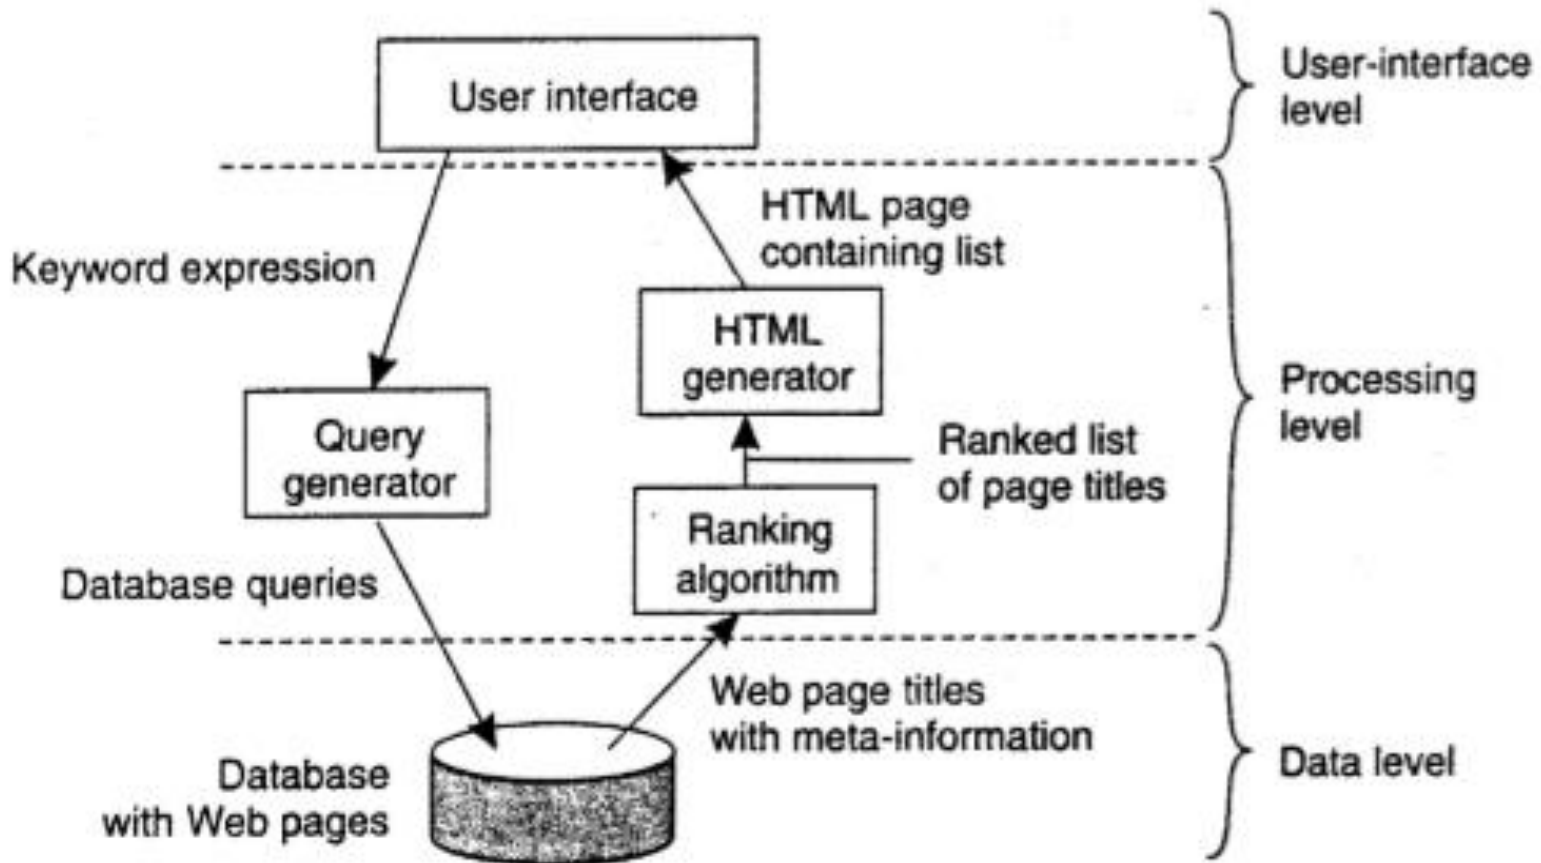 User interface
User-interface
level
HTML page
containing list
Keyword expression
HTML
generator
Processing
level
Query
generator
Ranked list
of page titles
Ranking
algorithm
Database queries
Web page titles
with meta-information
Database
with Web pages
Data level